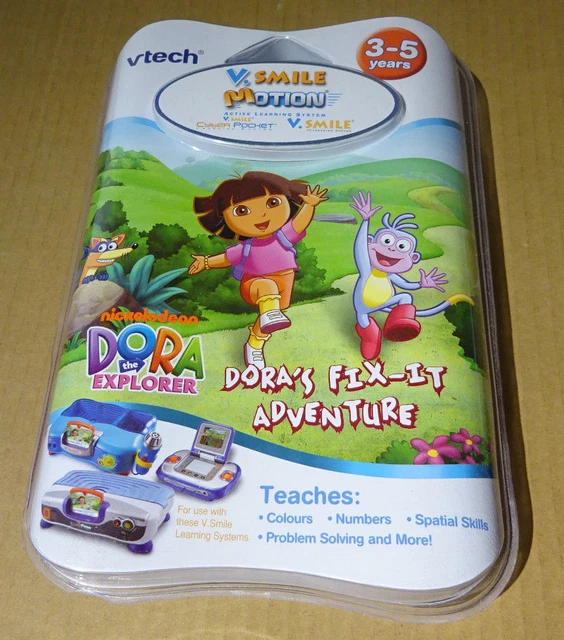 vtech®
3-5
years
V.SMILE
MOTION
ACTIVE LEARNING SYSTEM
V.SMILE
CYBER POCKET
V.SMILE
nickelodeon
DORA
the
EXPLORER
DORA'S FIX-IT
ADVENTURE
For use with
these V.Smile
Learning Systems
Teaches:
• Colours • Numbers • Spatial Skills
• Problem Solving and More!